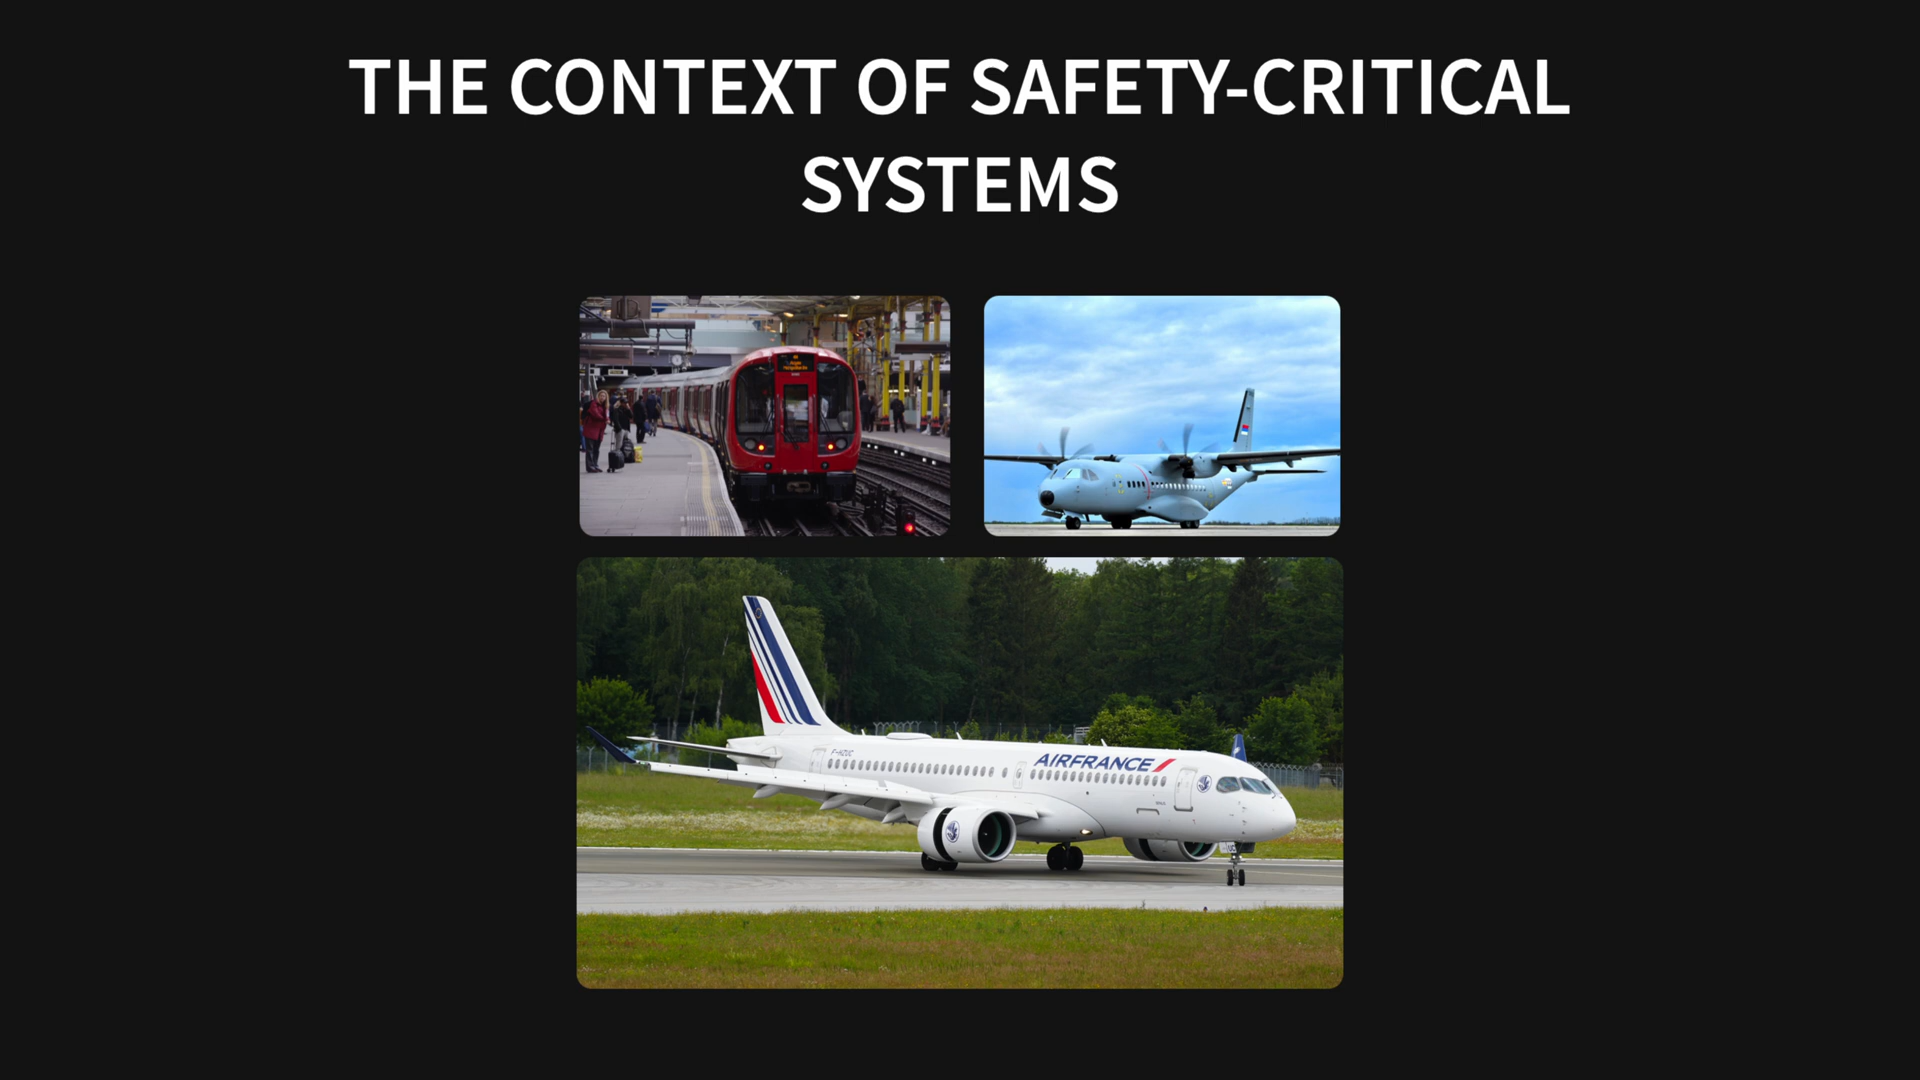 THE CONTEXT OF SAFETY-CRITICAL
SYSTEMS
AIRFRANCE